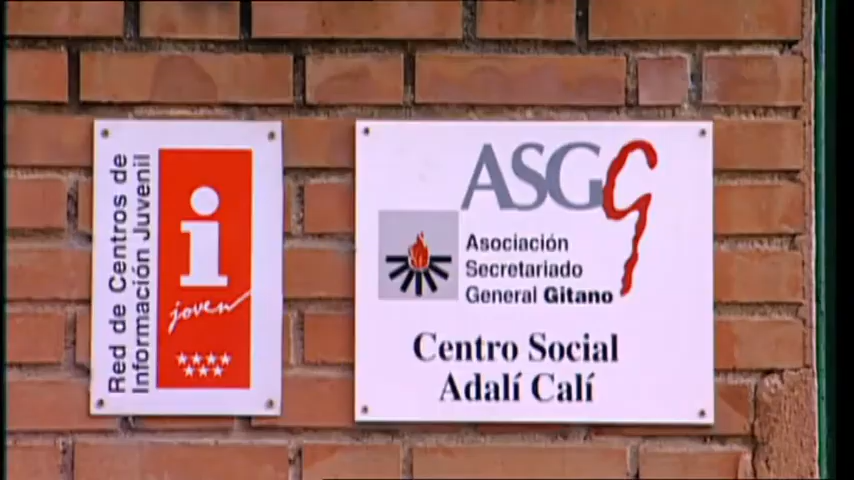 Red de Centros de
Información Juvenil
i
joven
ASGG
Asociación
Secretariado
General Gitano
Centro Social
Adalí Calí